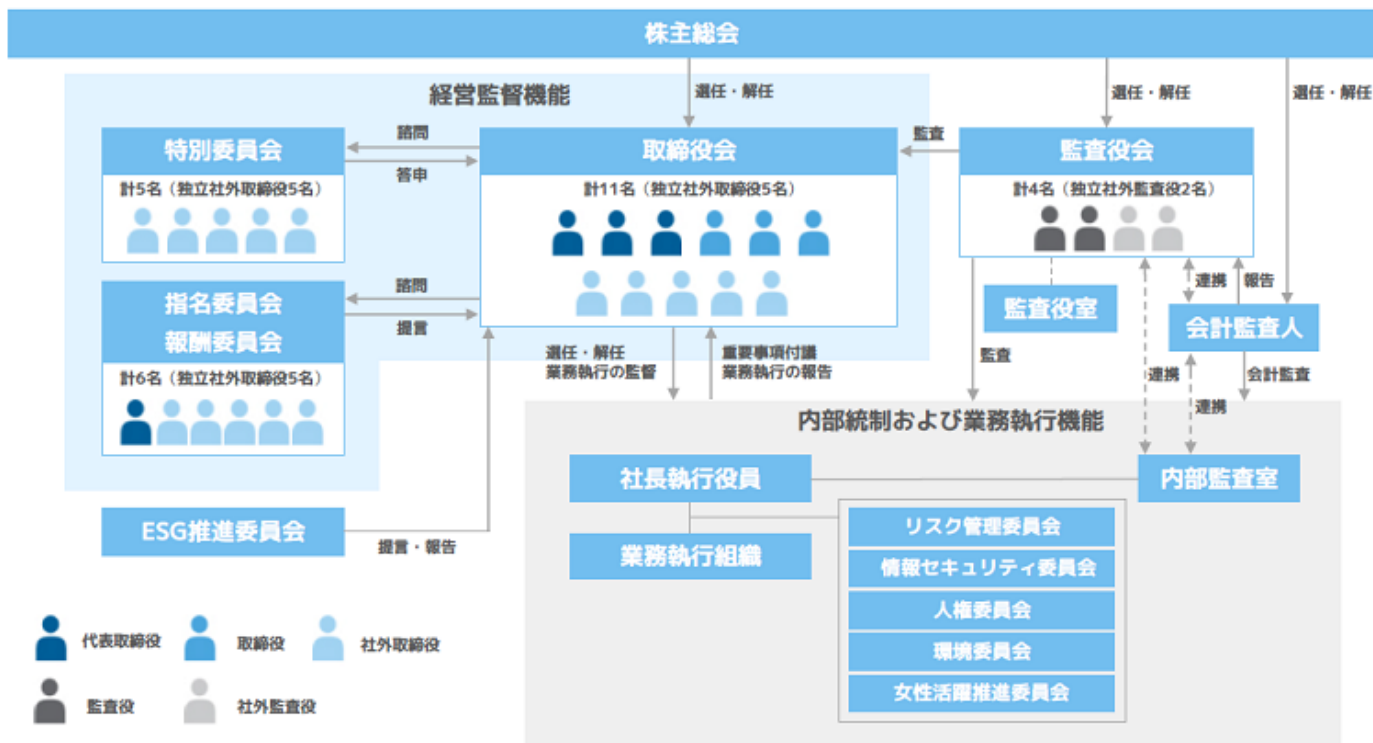 株主総会
経営監督機能
選任・解任
選任・解任
選任・解任
特別委員会
計5名（独立社外取締役5名）
諮問
答申
取締役会
計11名（独立社外取締役5名）
監査
監査役会
計4名（独立社外監査役2名）
指名委員会
報酬委員会
計6名（独立社外取締役5名）
諮問
提言
監査役室
連携
報告
会計監査人
選任・解任
業務執行の監督
重要事項付議
業務執行の報告
監査
連携
連携
会計監査
内部統制および業務執行機能
社長執行役員
内部監査室
ESG推進委員会
提言・報告
業務執行組織
リスク管理委員会
情報セキュリティ委員会
人権委員会
環境委員会
女性活躍推進委員会
代表取締役
取締役
社外取締役
監査役
社外監査役